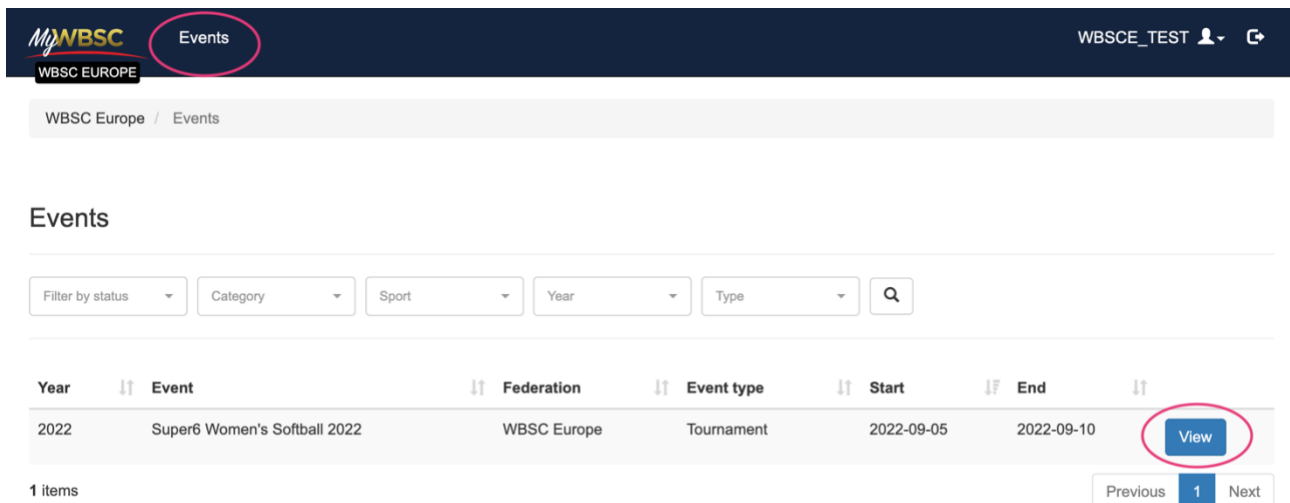 MyWBSC Events WBSCE_TEST
WBSC EUROPE
WBSC Europe / Events
Events
Filter by status Category Sport Year Type
Year Event Federation Event type Start End
2022 Super6 Women's Softball 2022 WBSC Europe Tournament 2022-09-05 2022-09-10 View
1 items Previous 1 Next